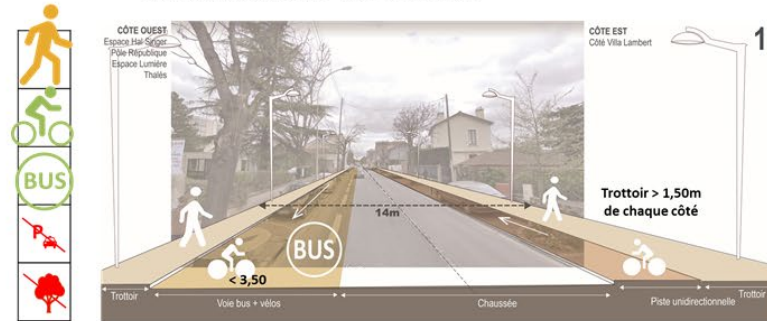 CÔTE OUEST
Espace Hal Singer
Pôle République
Espace Lumière
Thalès
CÔTE EST
Côté Villa Lambert
1
BUS
P
14m
Trottoir > 1,50m
de chaque côté
BUS
< 3,50
Trottoir
Voie bus + vélos
Chaussée
Piste unidirectionnelle
Trottoir